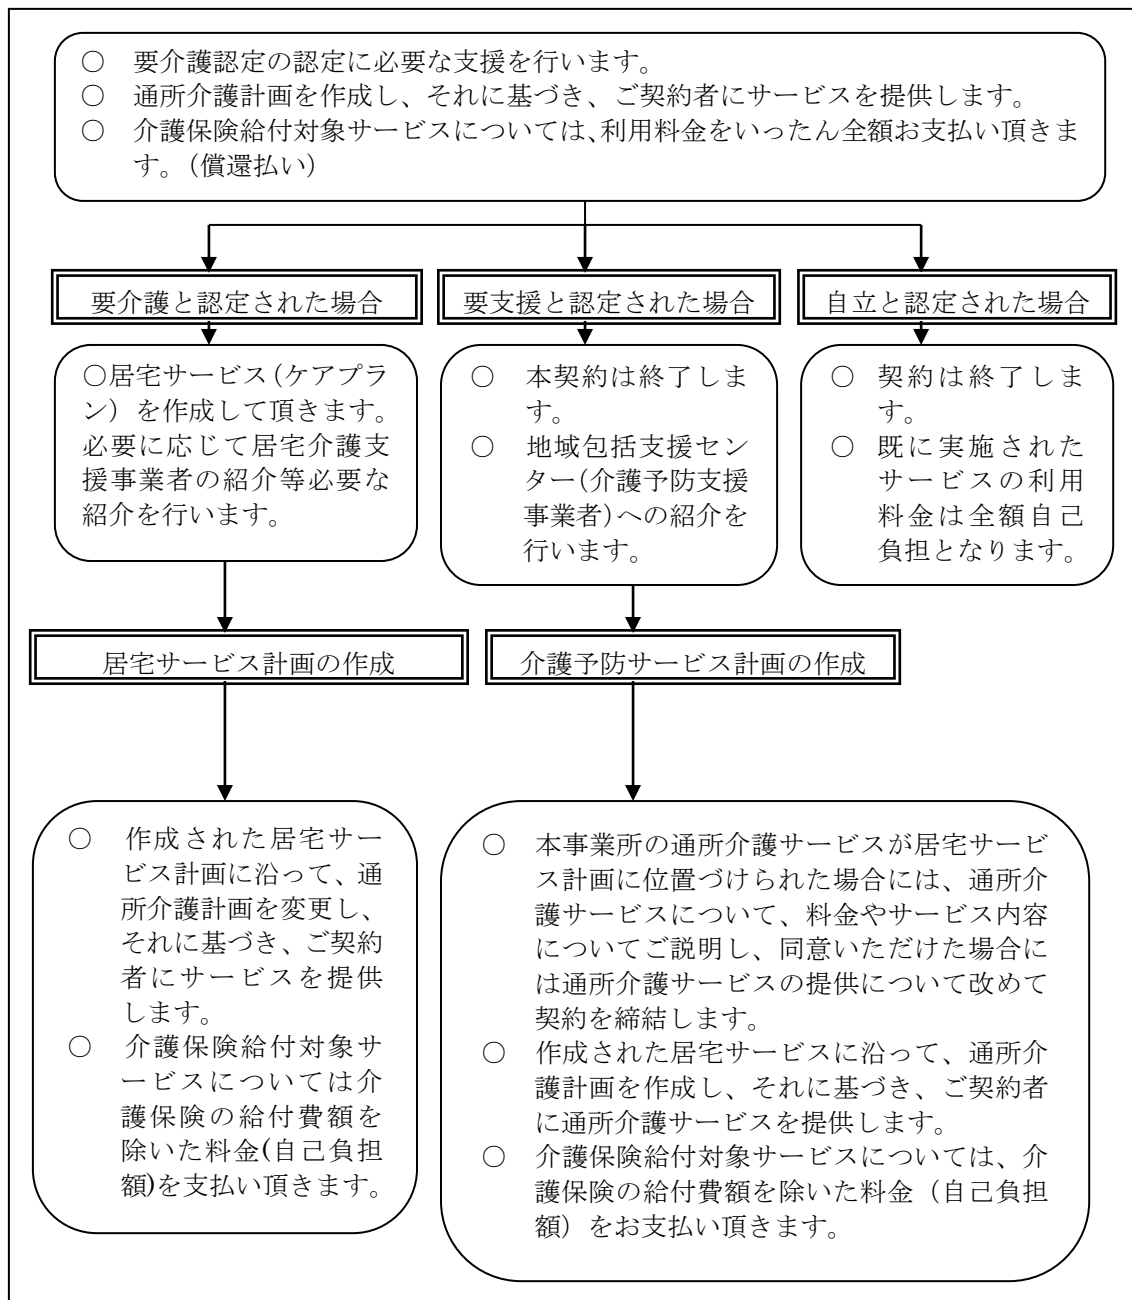 ○　要介護認定の認定に必要な支援を行います。
○　通所介護計画を作成し、それに基づき、ご契約者にサービスを提供します。
○　介護保険給付対象サービスについては、利用料金をいったん全額お支払い頂きま
す。（償還払い）
要介護と認定された場合
要支援と認定された場合
自立と認定された場合
○居宅サービス（ケアプラ
ン）を作成して頂きます。
必要に応じて居宅介護支
援事業者の紹介等必要な
紹介を行います。
○　本契約は終了しま
す。
○　地域包括支援セン
ター(介護予防支援
事業者)への紹介を
行います。
○　契約は終了しま
す。
○　既に実施された
サービスの利用
料金は全額自己
負担となります。
居宅サービス計画の作成
介護予防サービス計画の作成
○　作成された居宅サー
ビス計画に沿って、通
所介護計画を変更し、
それに基づき、ご契約
者にサービスを提供
します。
○　介護保険給付対象サ
ービスについては介
護保険の給付費額を
除いた料金(自己負担
額)を支払い頂きます。
○　本事業所の通所介護サービスが居宅サービ
ス計画に位置づけられた場合には、通所介
護サービスについて、料金やサービス内容
についてご説明し、同意いただけた場合に
は通所介護サービスの提供について改めて
契約を締結します。
○　作成された居宅サービスに沿って、通所介
護計画を作成し、それに基づき、ご契約者
に通所介護サービスを提供します。
○　介護保険給付対象サービスについては、介
護保険の給付費額を除いた料金（自己負担
額）をお支払い頂きます。